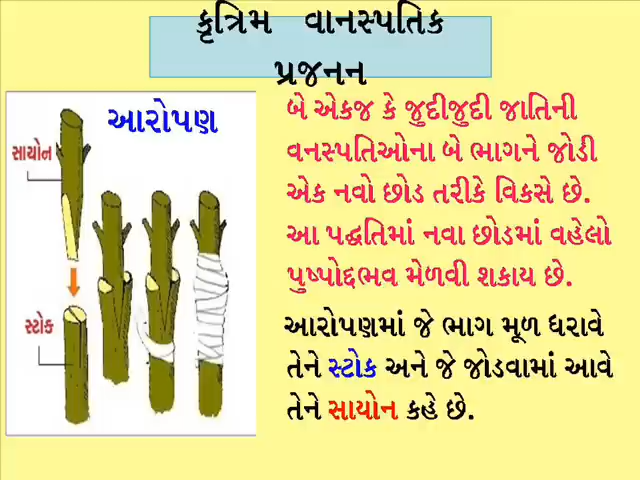 કૃત્રિમ વાનસ્પતિક
પ્રજનન
આરોપણ
સાયોન
સ્ટોક
બે એકજ કે જુદીજુદી જાતિની
વનસ્પતિઓના બે ભાગને જોડી
એક નવો છોડ તરીકે વિકસે છે.
આ પદ્ધતિમાં નવા છોડમાં વહેલો
પુષ્પોદ્દભવ મેળવી શકાય છે.
આરોપણમાં જે ભાગ મૂળ ધરાવે
તેને સ્ટોક અને જે જોડવામાં આવે
તેને સાયોન કહે છે.